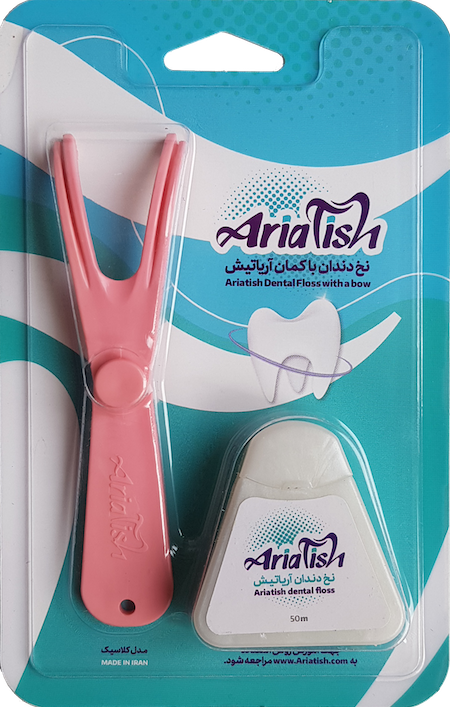 AriaTish
نخ دندان با کمان آریاتیش
Ariatish Dental Floss with a bow
AriaTish
AriaTish
نخ دندان آریاتیش
Ariatish dental floss
50m
مدل کلاسیک
MADE IN IRAN
به www.Ariatish.com مراجعه شود.